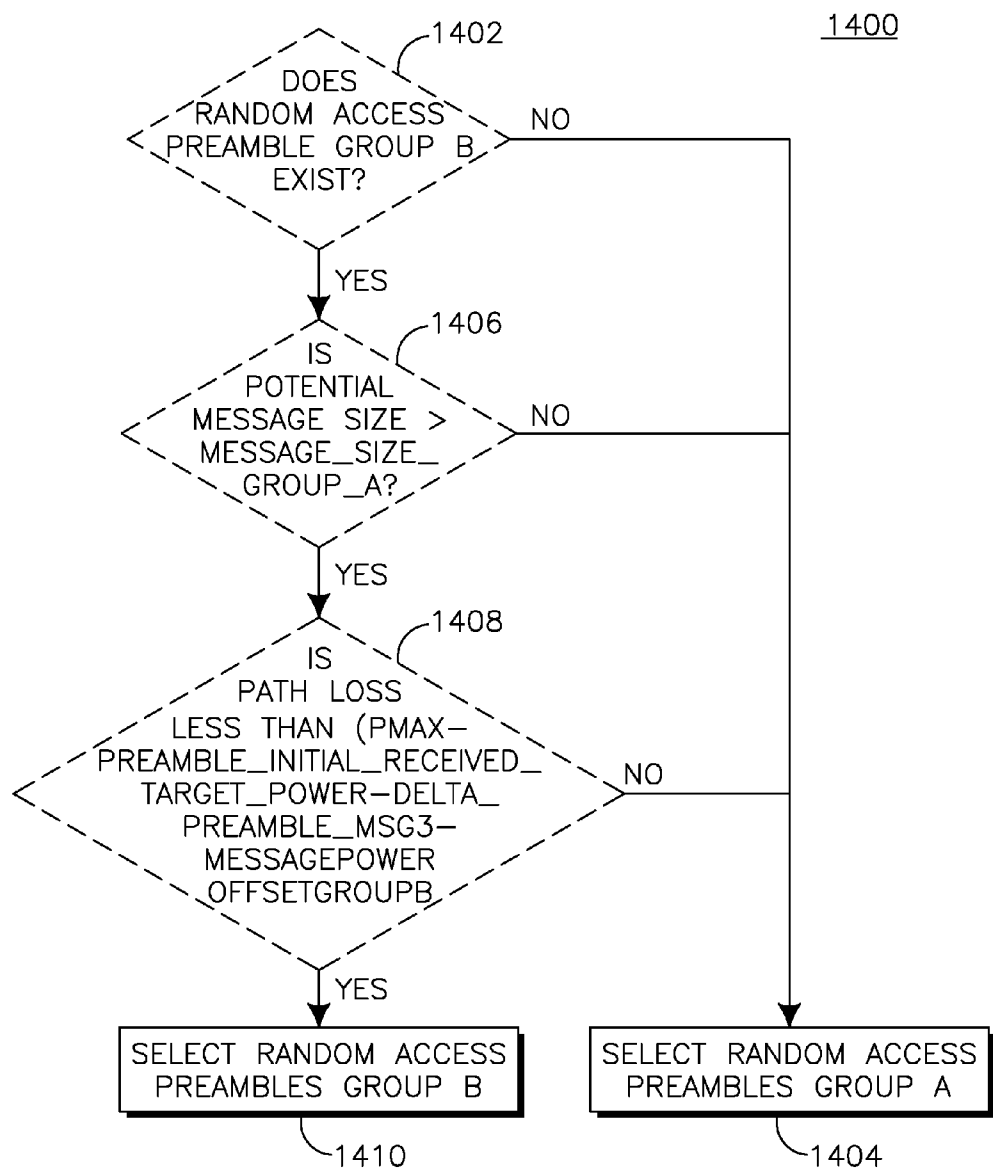 1400
1402
DOES
RANDOM ACCESS
PREAMBLE GROUP B
EXIST?
NO
YES
1406
IS
POTENTIAL
MESSAGE SIZE >
MESSAGE_SIZE_
GROUP_A?
NO
YES
1408
IS
PATH LOSS
LESS THAN (PMAX-
PREAMBLE_INITIAL_RECEIVED_
TARGET_POWER-DELTA_
PREAMBLE_MSG3-
MESSAGEPOWER
OFFSETGROUPB
NO
YES
SELECT RANDOM ACCESS
PREAMBLES GROUP B
1410
SELECT RANDOM ACCESS
PREAMBLES GROUP A
1404